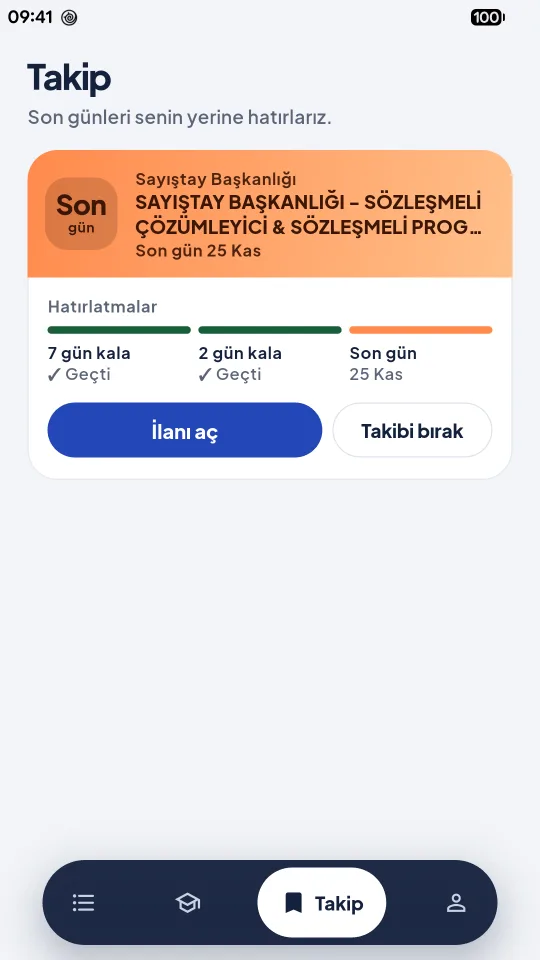 09:41
100
Takip
Son günleri senin yerine hatırlarız.
Son
gün
Sayıştay Başkanlığı
SAYIŞTAY BAŞKANLIĞI – SÖZLEŞMELİ
ÇÖZÜMLEYİCİ & SÖZLEŞMELİ PROG...
Son gün 25 Kas
Hatırlatmalar
7 gün kala
✓ Geçti
2 gün kala
✓ Geçti
Son gün
25 Kas
İlanı aç
Takibi bırak
Takip